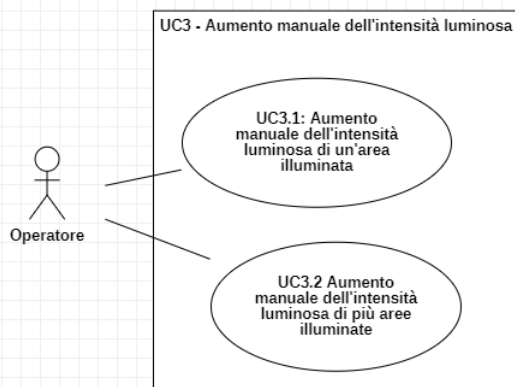 UC3 - Aumento manuale dell'intensità luminosa
UC3.1: Aumento
manuale dell'intensità
luminosa di un'area
illuminata
Operatore
UC3.2 Aumento
manuale dell'intensità
luminosa di più aree
illuminate